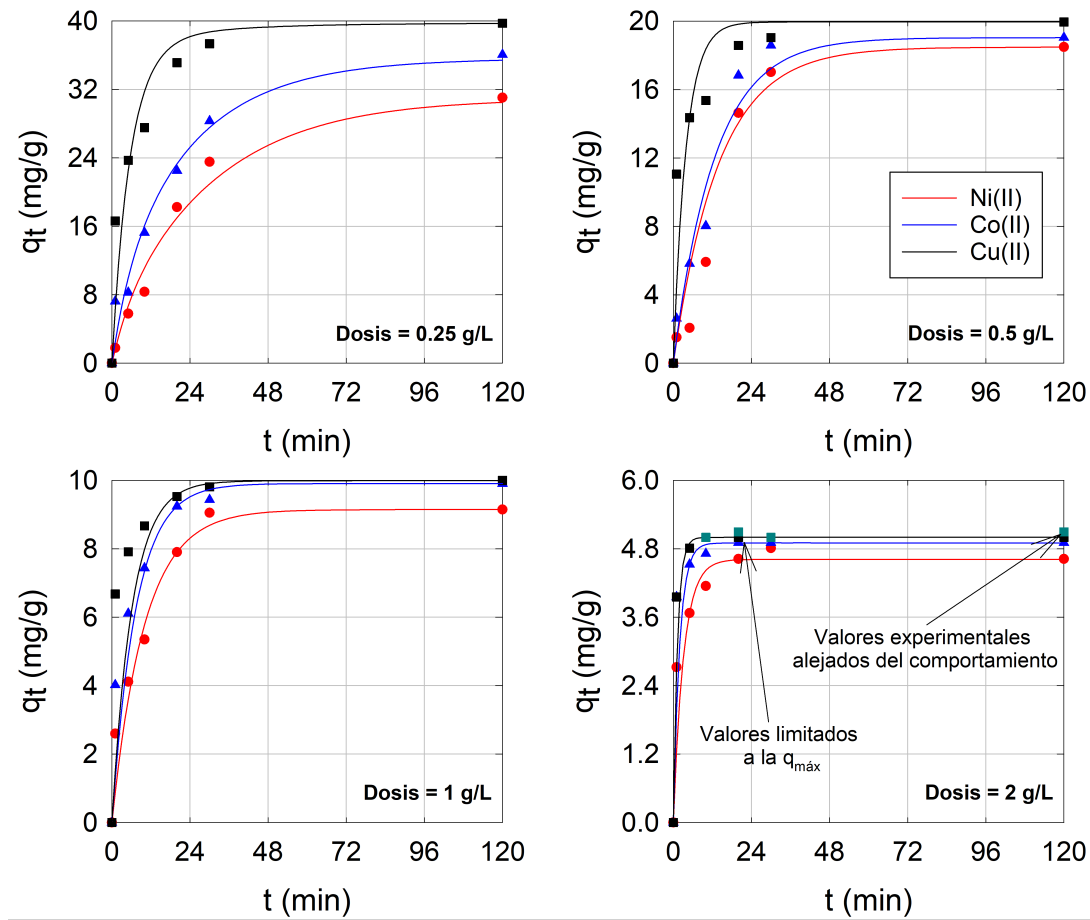 40
32
24
16
8
0
qt (mg/g)
0 24 48 72 96 120
t (min)
Dosis = 0.25 g/L
20
16
12
8
4
0
qt (mg/g)
Ni(II)
Co(II)
Cu(II)
Dosis = 0.5 g/L
0 24 48 72 96 120
t (min)
10
8
6
4
2
0
qt (mg/g)
Dosis = 1 g/L
0 24 48 72 96 120
t (min)
6.0
4.8
3.6
2.4
1.2
0.0
qt (mg/g)
Valores experimentales
alejados del comportamiento
Valores limitados
a la qmáx
Dosis = 2 g/L
0 24 48 72 96 120
t (min)